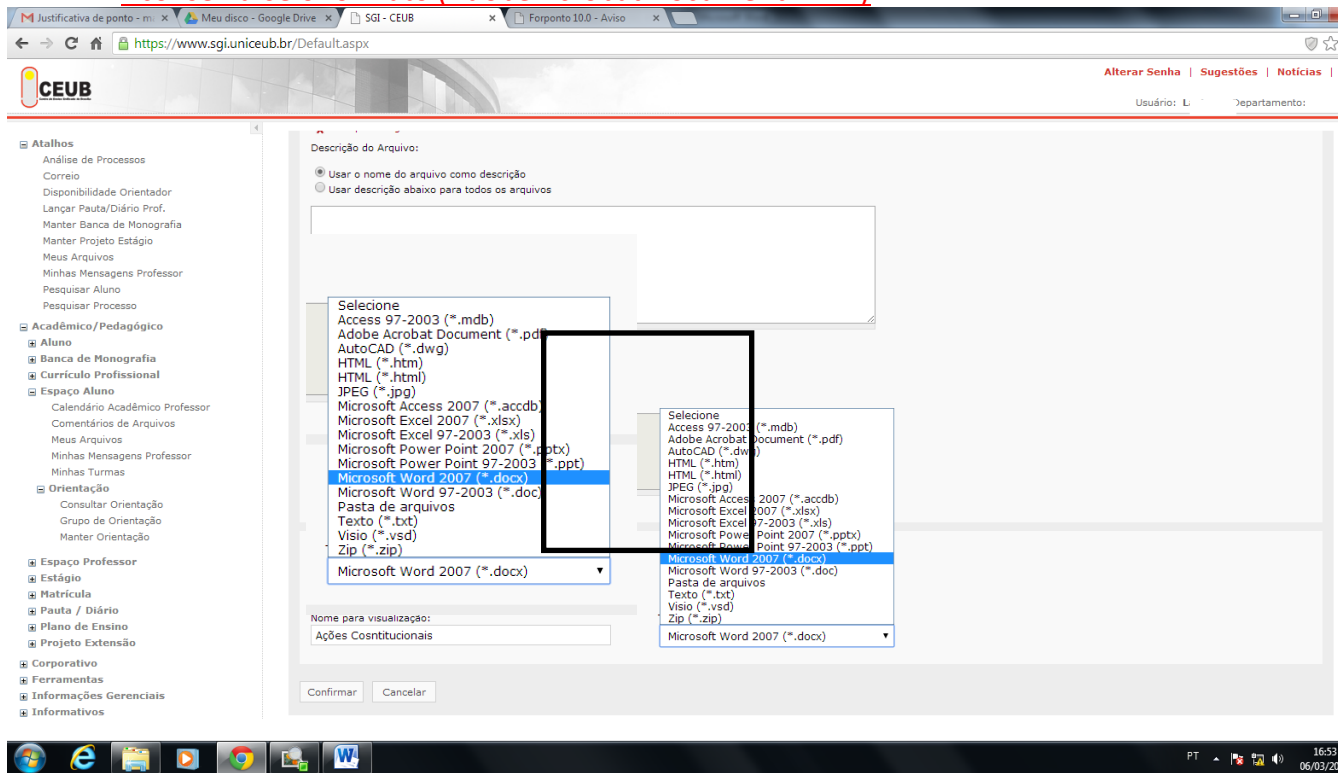 Justificativa de ponto - m
Meu disco - Google Drive
SGI - CEUB
Forponto 10.0 - Aviso
https://www.sgi.uniceub.br/Default.aspx
CEUB
Alterar Senha | Sugestões | Notícias |
Usuário: L
Departamento:
Atalhos
Análise de Processos
Correio
Disponibilidade Orientador
Lançar Pauta/Diário Prof.
Manter Banca de Monografia
Manter Projeto Estágio
Meus Arquivos
Minhas Mensagens Professor
Pesquisar Aluno
Pesquisar Processo
Acadêmico/Pedagógico
Aluno
Banca de Monografia
Currículo Profissional
Espaço Aluno
Calendário Acadêmico Professor
Comentários de Arquivos
Meus Arquivos
Minhas Mensagens Professor
Minhas Turmas
Orientação
Consultar Orientação
Grupo de Orientação
Manter Orientação
Espaço Professor
Estágio
Matrícula
Pauta / Diário
Plano de Ensino
Projeto Extensão
Corporativo
Ferramentas
Informações Gerenciais
Informativos
Descrição do Arquivo:
Usar o nome do arquivo como descrição
Usar descrição abaixo para todos os arquivos
Selecione
Access 97-2003 (*.mdb)
Adobe Acrobat Document (*.pdf)
AutoCAD (*.dwg)
HTML (*.htm)
HTML (*.html)
JPEG (*.jpg)
Microsoft Access 2007 (*.accdb)
Microsoft Excel 2007 (*.xlsx)
Microsoft Excel 97-2003 (*.xls)
Microsoft Power Point 2007 (*.pptx)
Microsoft Power Point 97-2003 (*.ppt)
Microsoft Word 2007 (*.docx)
Microsoft Word 97-2003 (*.doc)
Pasta de arquivos
Texto (*.txt)
Visio (*.vsd)
Zip (*.zip)
Microsoft Word 2007 (*.docx)
Selecione
Access 97-2003 (*.mdb)
Adobe Acrobat Document (*.pdf)
AutoCAD (*.dwg)
HTML (*.htm)
HTML (*.html)
JPEG (*.jpg)
Microsoft Access 2007 (*.accdb)
Microsoft Excel 2007 (*.xlsx)
Microsoft Excel 97-2003 (*.xls)
Microsoft Power Point 2007 (*.pptx)
Microsoft Power Point 97-2003 (*.ppt)
Microsoft Word 2007 (*.docx)
Microsoft Word 97-2003 (*.doc)
Pasta de arquivos
Texto (*.txt)
Visio (*.vsd)
Zip (*.zip)
Microsoft Word 2007 (*.docx)
Nome para visualização:
Ações Cosntitucionais
Confirmar
Cancelar
PT
16:53
06/03/20